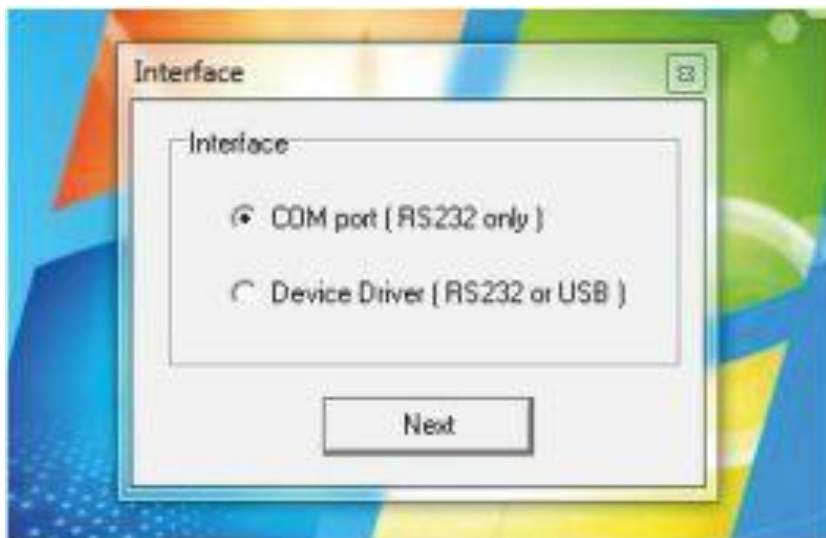 Interface
Interface
COM port ( RS232 only )
Device Driver ( RS232 or USB )
Next